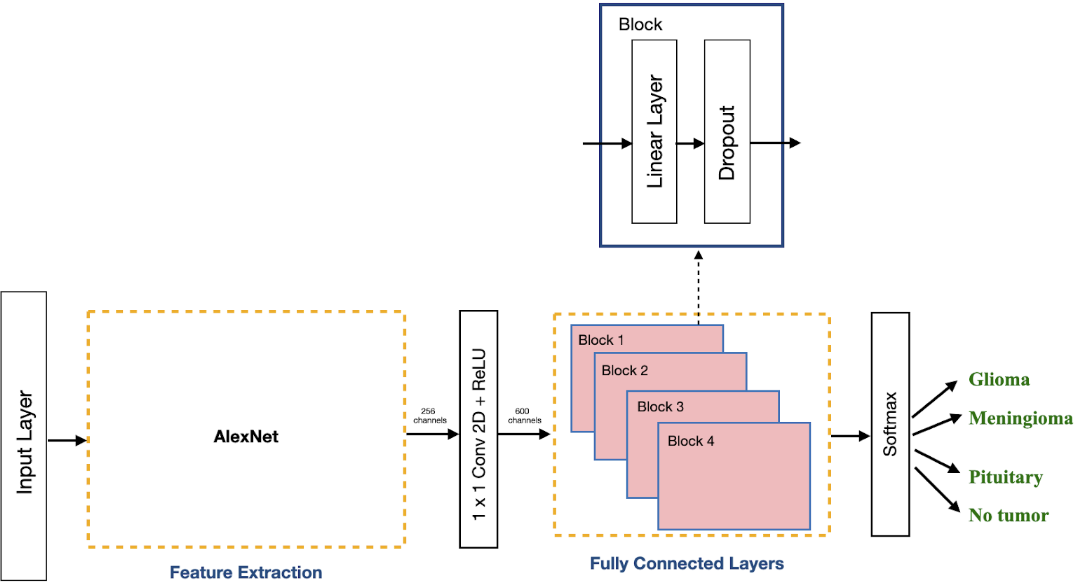 Block
Linear Layer
Dropout
Input Layer
AlexNet
Feature Extraction
256
channels
1 x 1 Conv 2D + ReLU
600
channels
Block 1
Block 2
Block 3
Block 4
Fully Connected Layers
Softmax
Glioma
Meningioma
Pituitary
No tumor